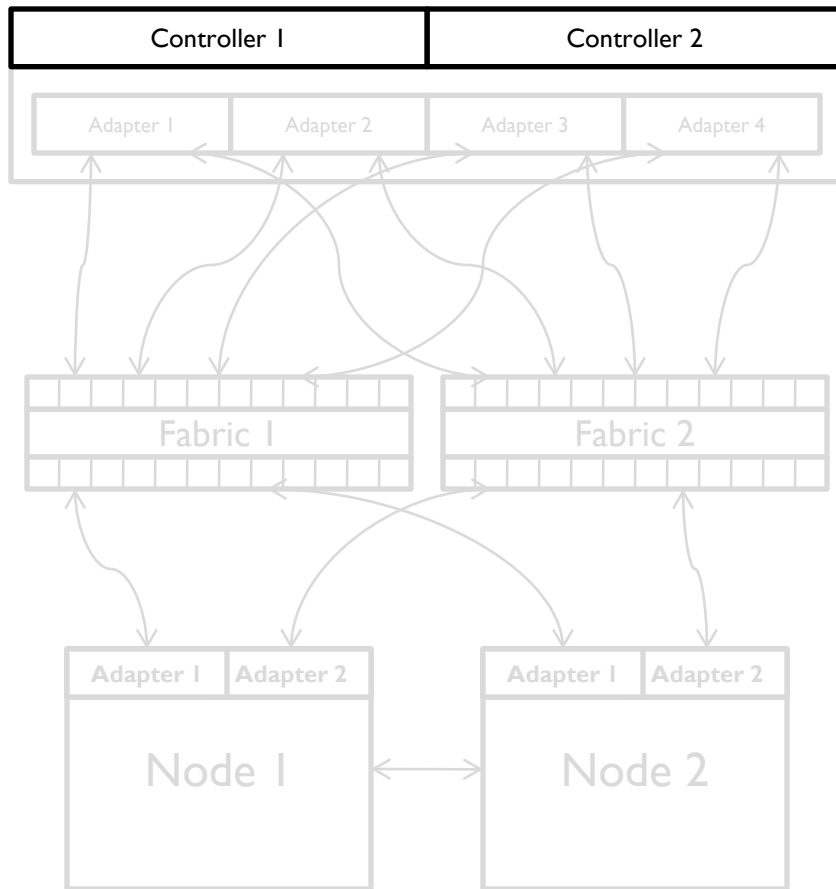 Controller 1 Controller 2
Adapter 1 Adapter 2 Adapter 3 Adapter 4
Fabric 1 Fabric 2
Adapter 1 Adapter 2 Adapter 1 Adapter 2
Node 1 Node 2